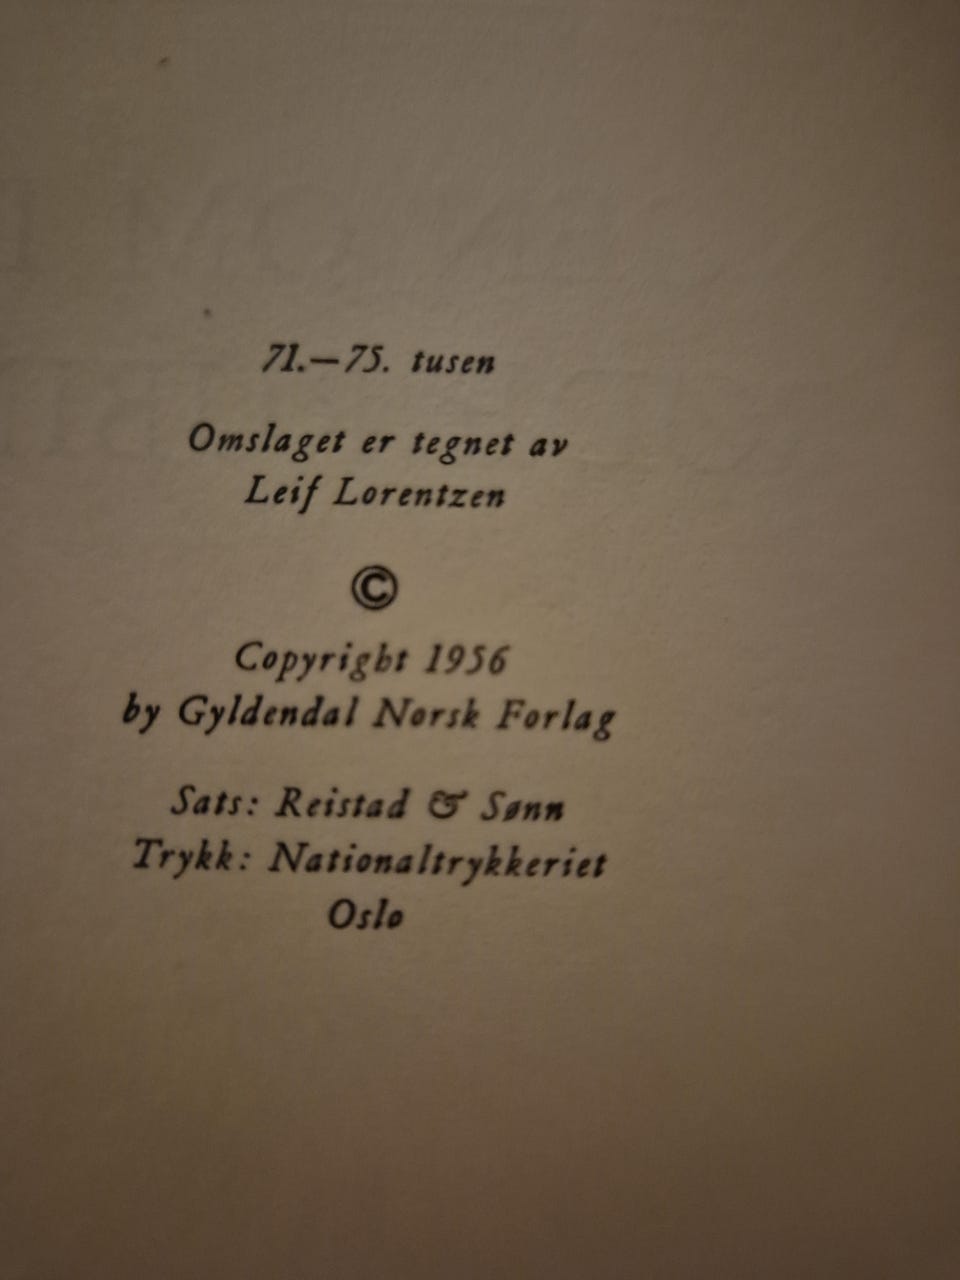 71.—75. tusen
Omslaget er tegnet av
Leif Lorentzen
©
Copyright 1956
by Gyldendal Norsk Forlag
Sats: Reistad & Sønn
Trykk: Nationaltrykkeriet
Oslo